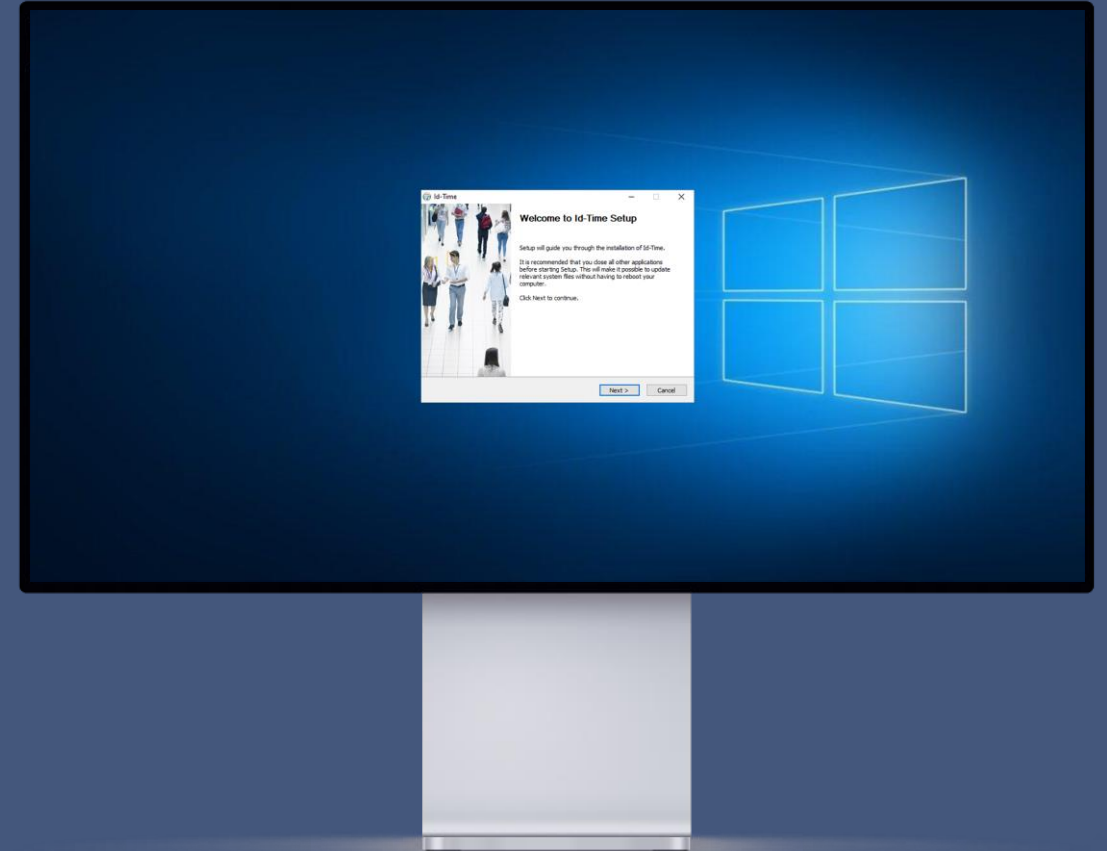 Id-Time
Welcome to Id-Time Setup
Setup will guide you through the installation of Id-Time.
It is recommended that you close all other applications
before starting Setup. This will make it possible to update
relevant system files without having to reboot your
computer.
Click Next to continue.
Next >
Cancel